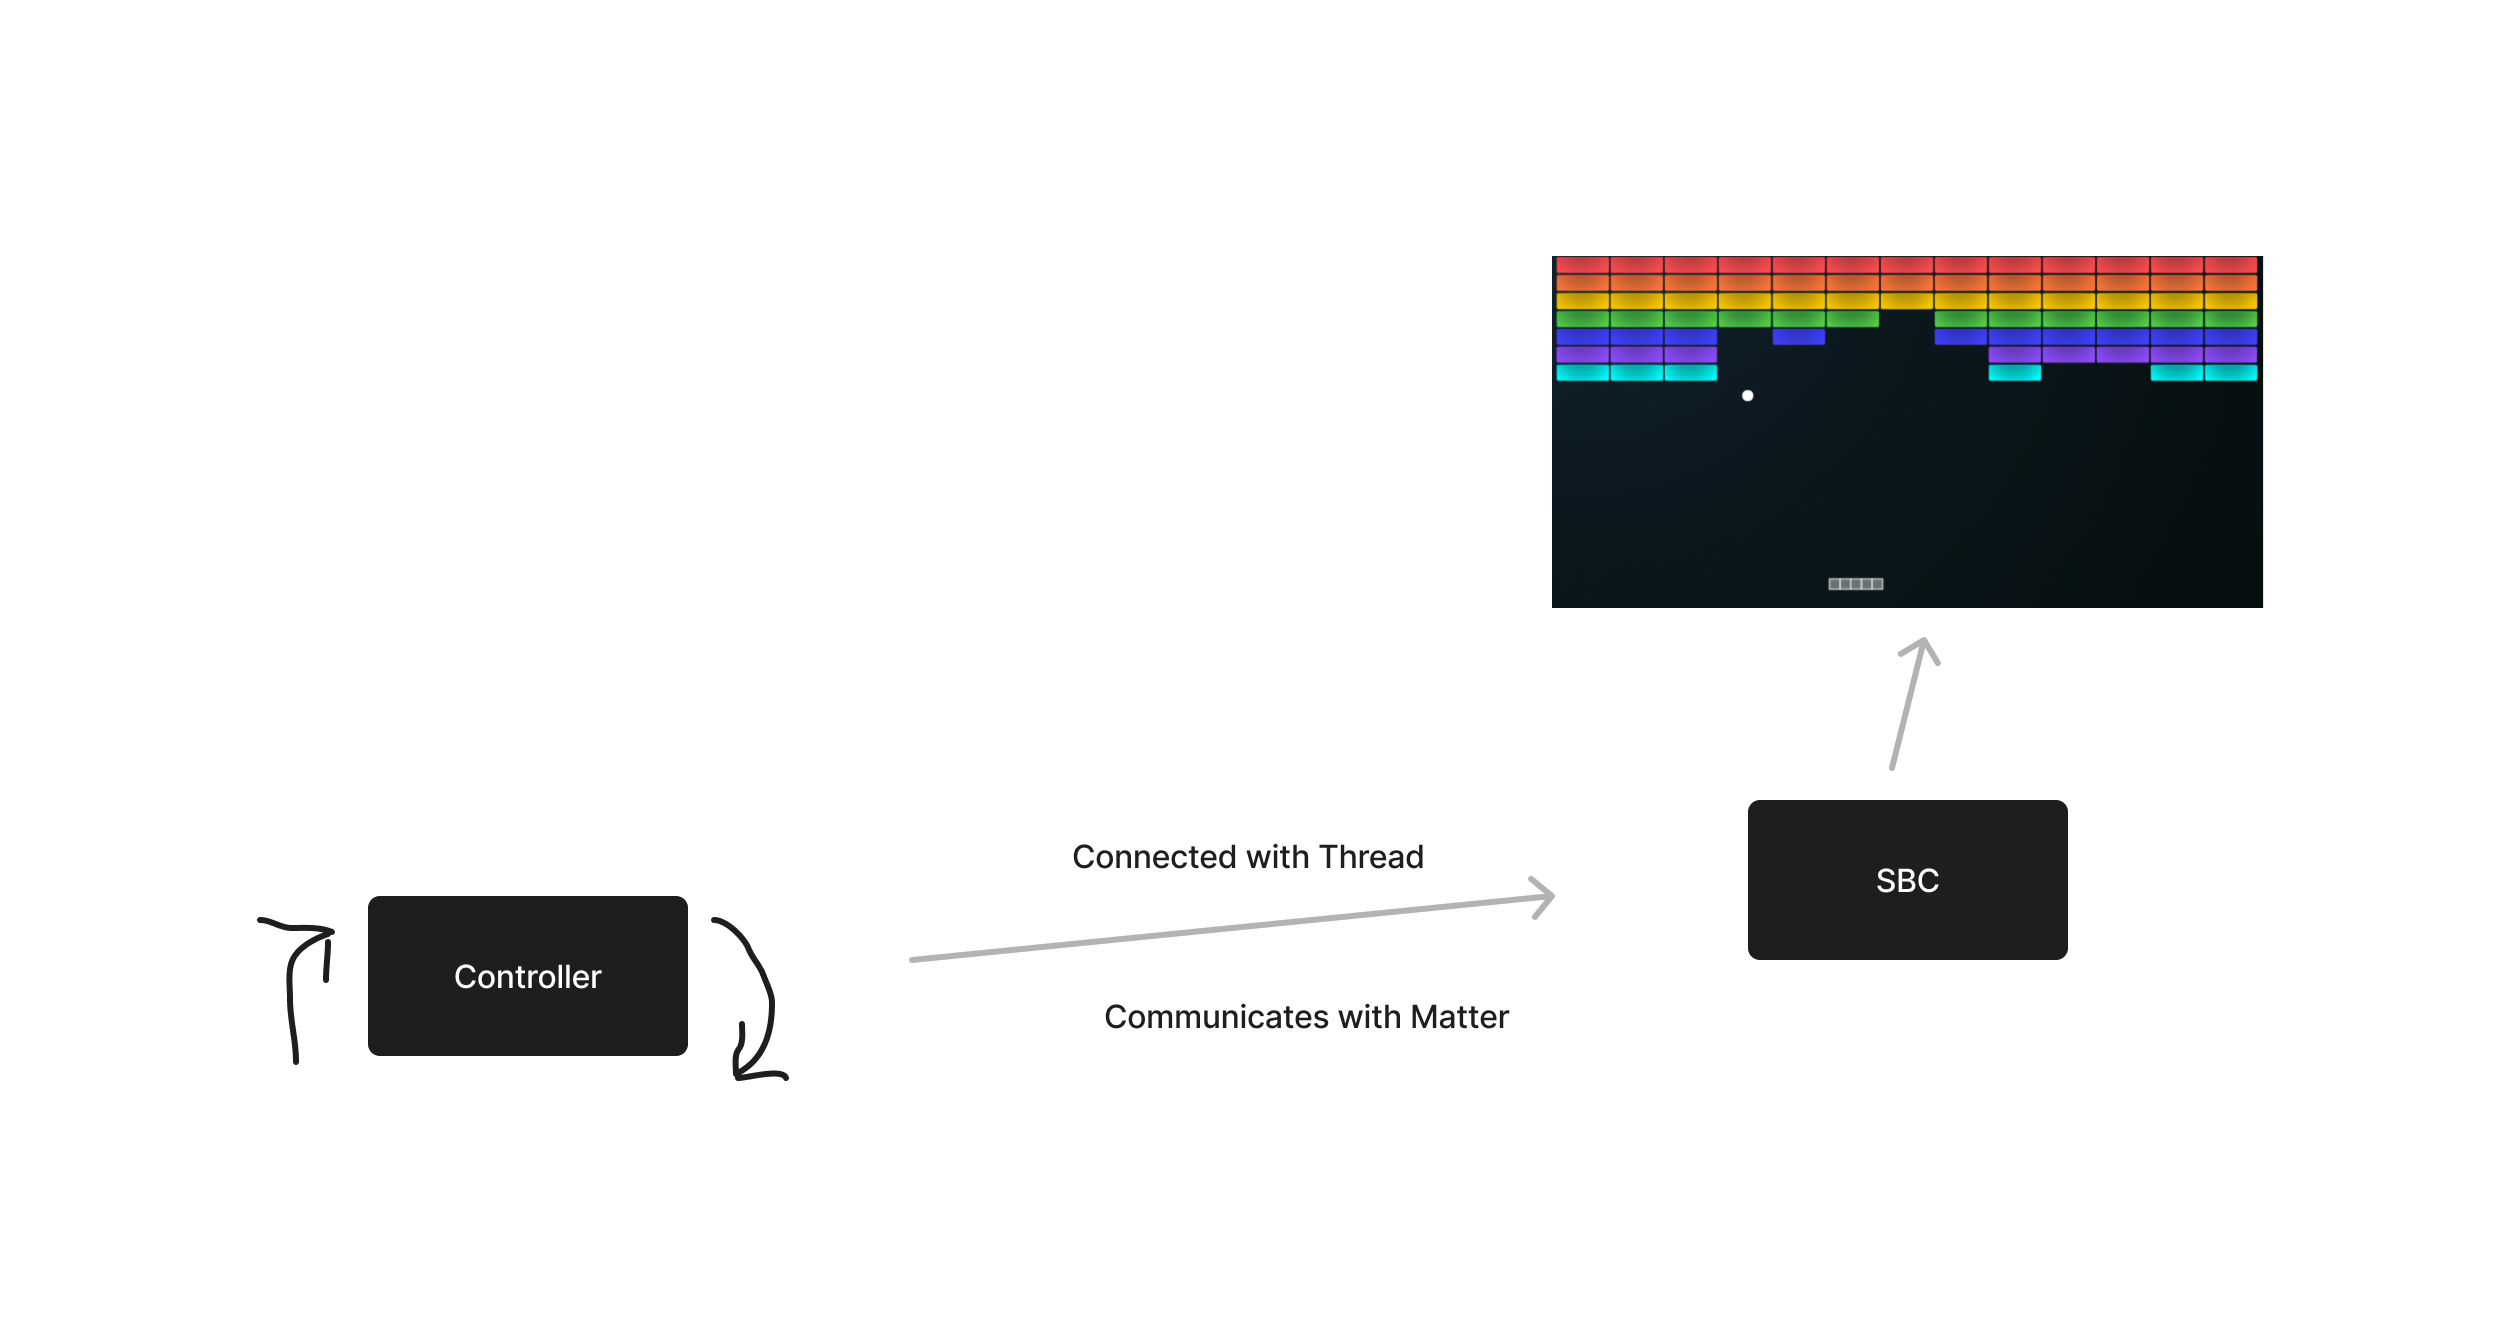 Connected with Thread
SBC
Controller
Communicates with Matter